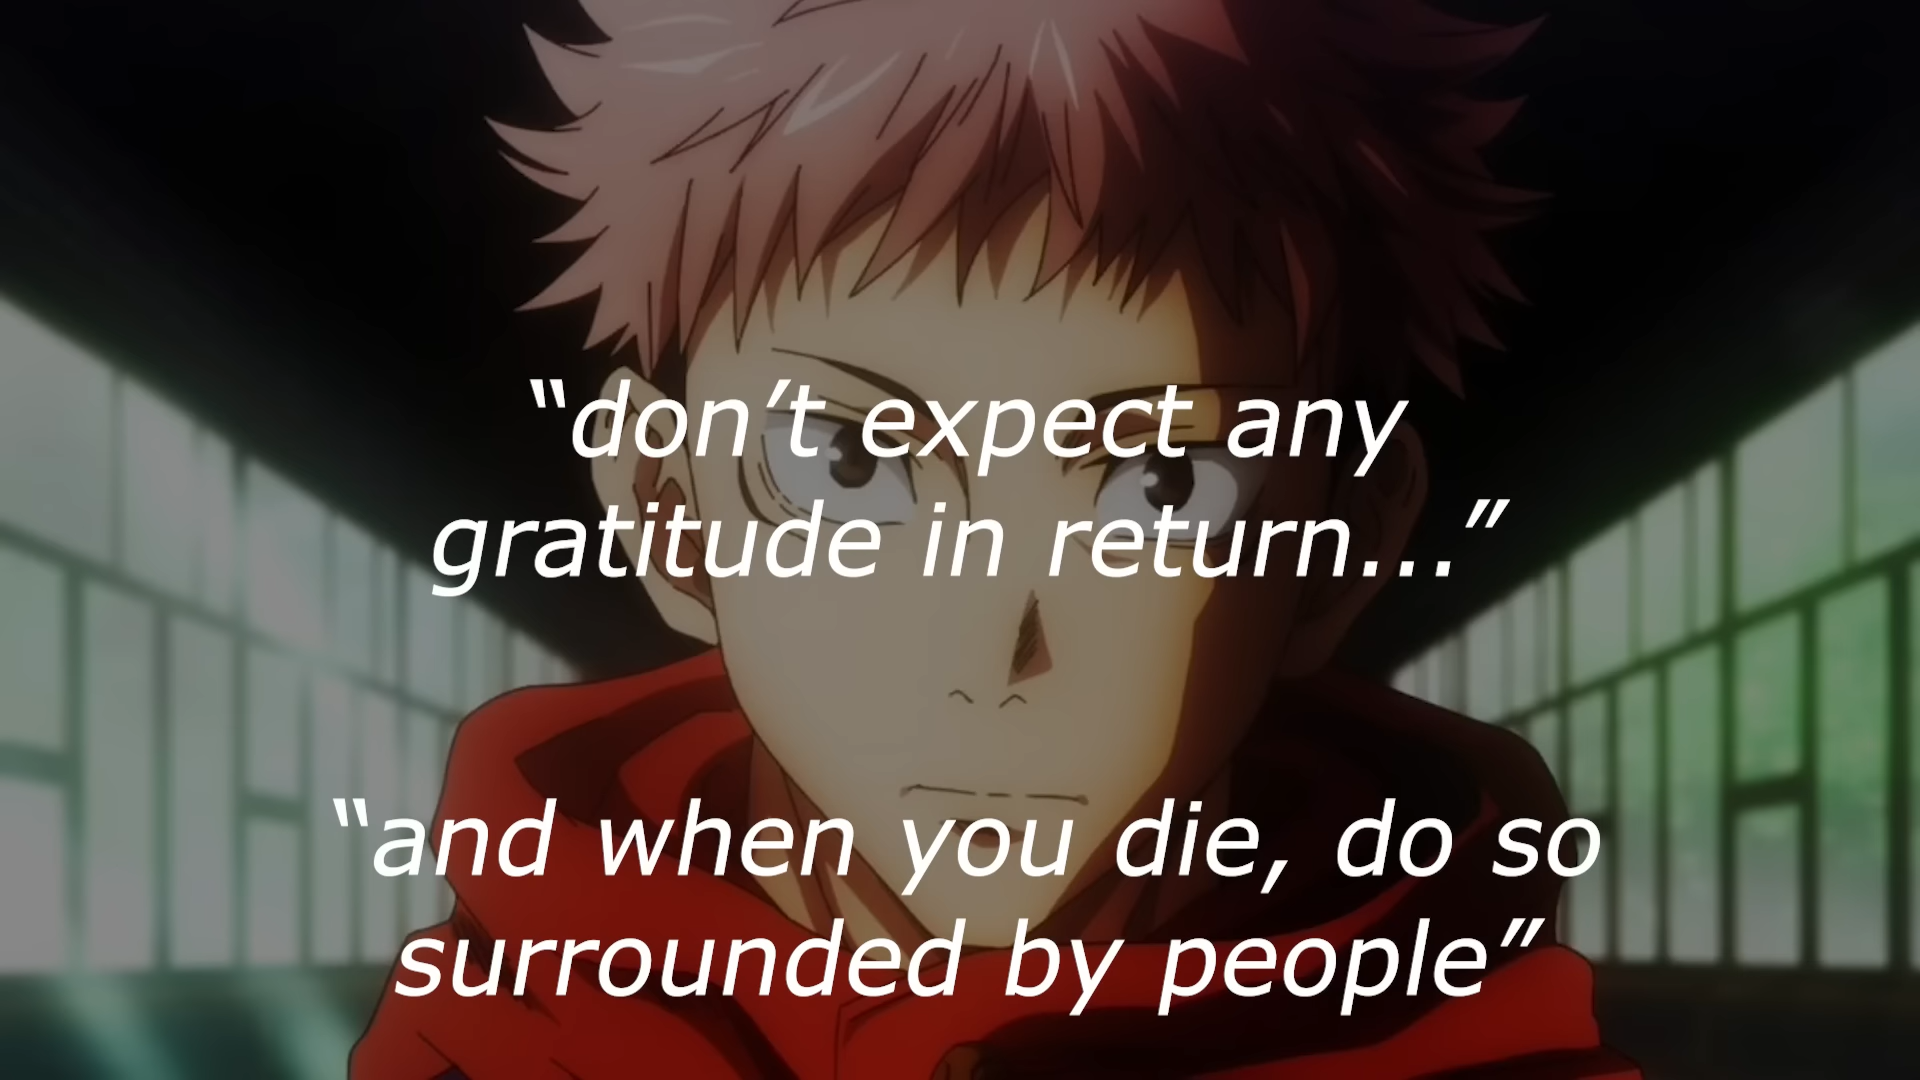 “don’t expect any
gratitude in return...”
“and when you die, do so
surrounded by people”